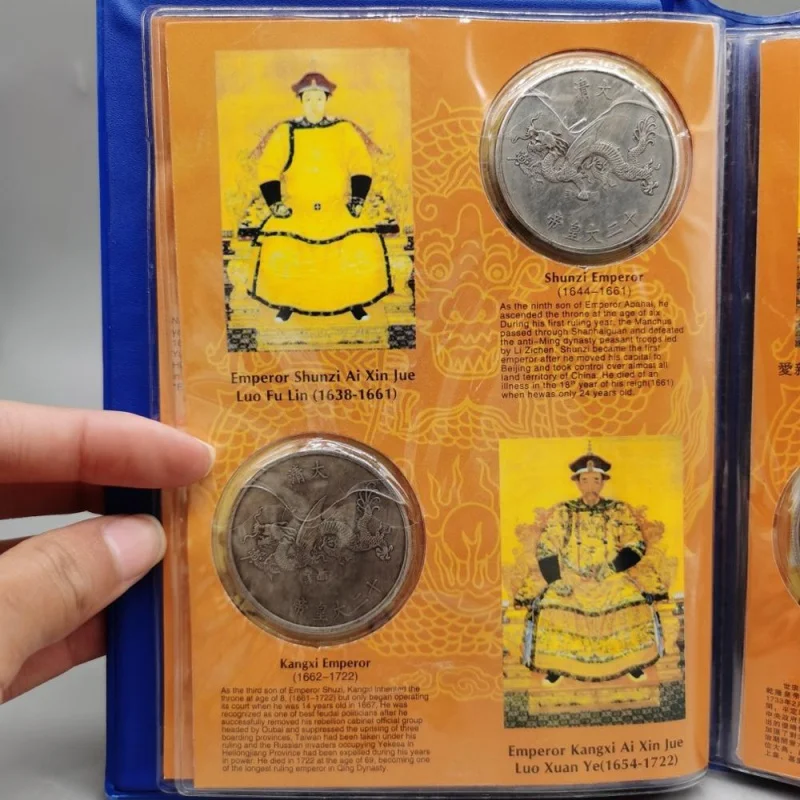 大清
十二大皇帝
Shunzi Emperor
(1644–1661)
As the ninth son of Emperor Abahai, he
ascended the throne at the age of six
During his first ruling year, the Manchus
passed through Shanhaiguan and defeated
the anti-Ming dynasty peasant troops led
by Li Zichen. Shunzi became the first
emperor after he moved his capital to
Beijing and took control over almost all
land territory of China. He died of an
illness in the 18th year of his reign(1661)
when hewas only 24 years old.
Emperor Shunzi Ai Xin Jue
Luo Fu Lin (1638-1661)
大清
十二大皇帝
Kangxi Emperor
(1662–1722)
As the third son of Emperor Shuzi, Kangxi inherited the
throne at age of 8, (1661–1722) but only began operating
its court when he was 14 years old in 1667. He was
recognized as one of best feudal politicians after he
successfully removed his rebellion cabinet official group
headed by Oubai and suppressed the uprising of three
boarding provinces, Taiwan had been taken under his
ruling and the Russian invaders occupying Yekesa in
Heilongjiang Province had been expelled during his years
in power. He died in 1722 at the age of 69, becoming one
of the longest ruling emperor in Qing Dynasty.
Emperor Kangxi Ai Xin Jue
Luo Xuan Ye(1654-1722)